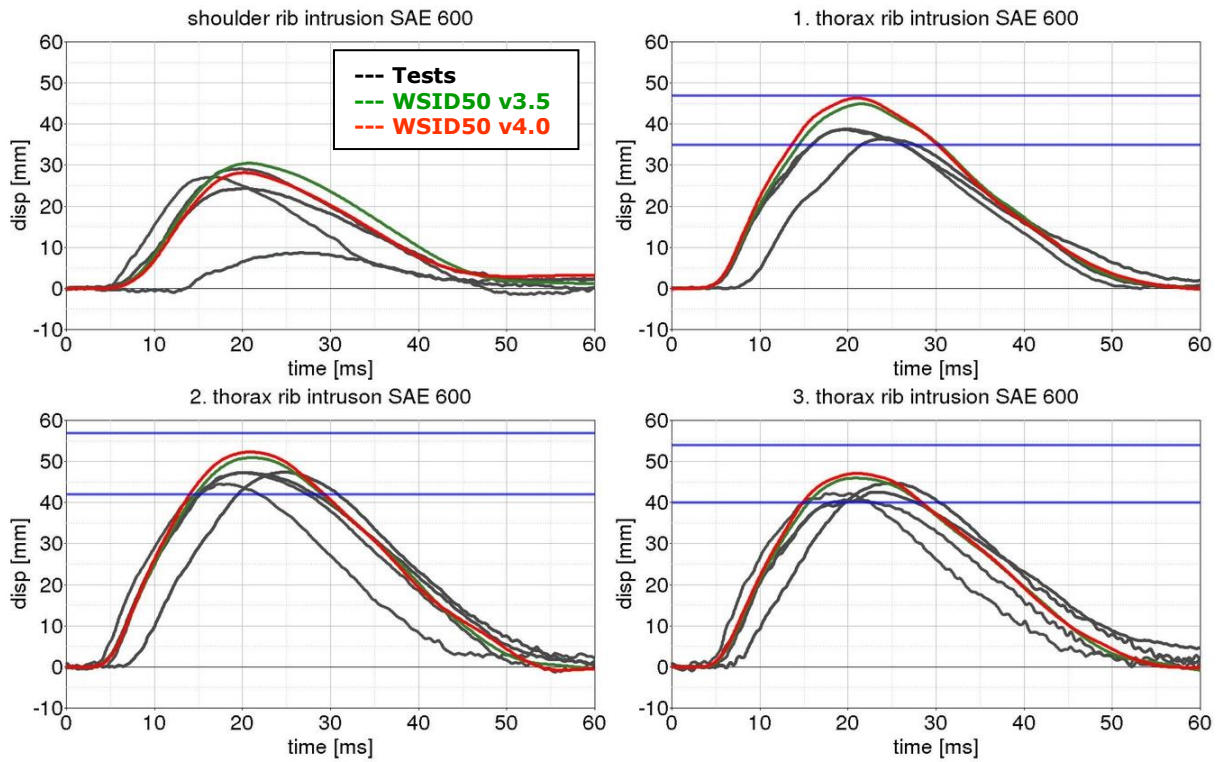 shoulder rib intrusion SAE 600
60
50
40
30
20
10
0
-10
disp [mm]
--- Tests
--- WSID50 v3.5
--- WSID50 v4.0
0 10 20 30 40 50 60
time [ms]
1. thorax rib intrusion SAE 600
60
50
40
30
20
10
0
-10
disp [mm]
0 10 20 30 40 50 60
time [ms]
2. thorax rib intruson SAE 600
60
50
40
30
20
10
0
-10
disp [mm]
0 10 20 30 40 50 60
time [ms]
3. thorax rib intrusion SAE 600
60
50
40
30
20
10
0
-10
disp [mm]
0 10 20 30 40 50 60
time [ms]